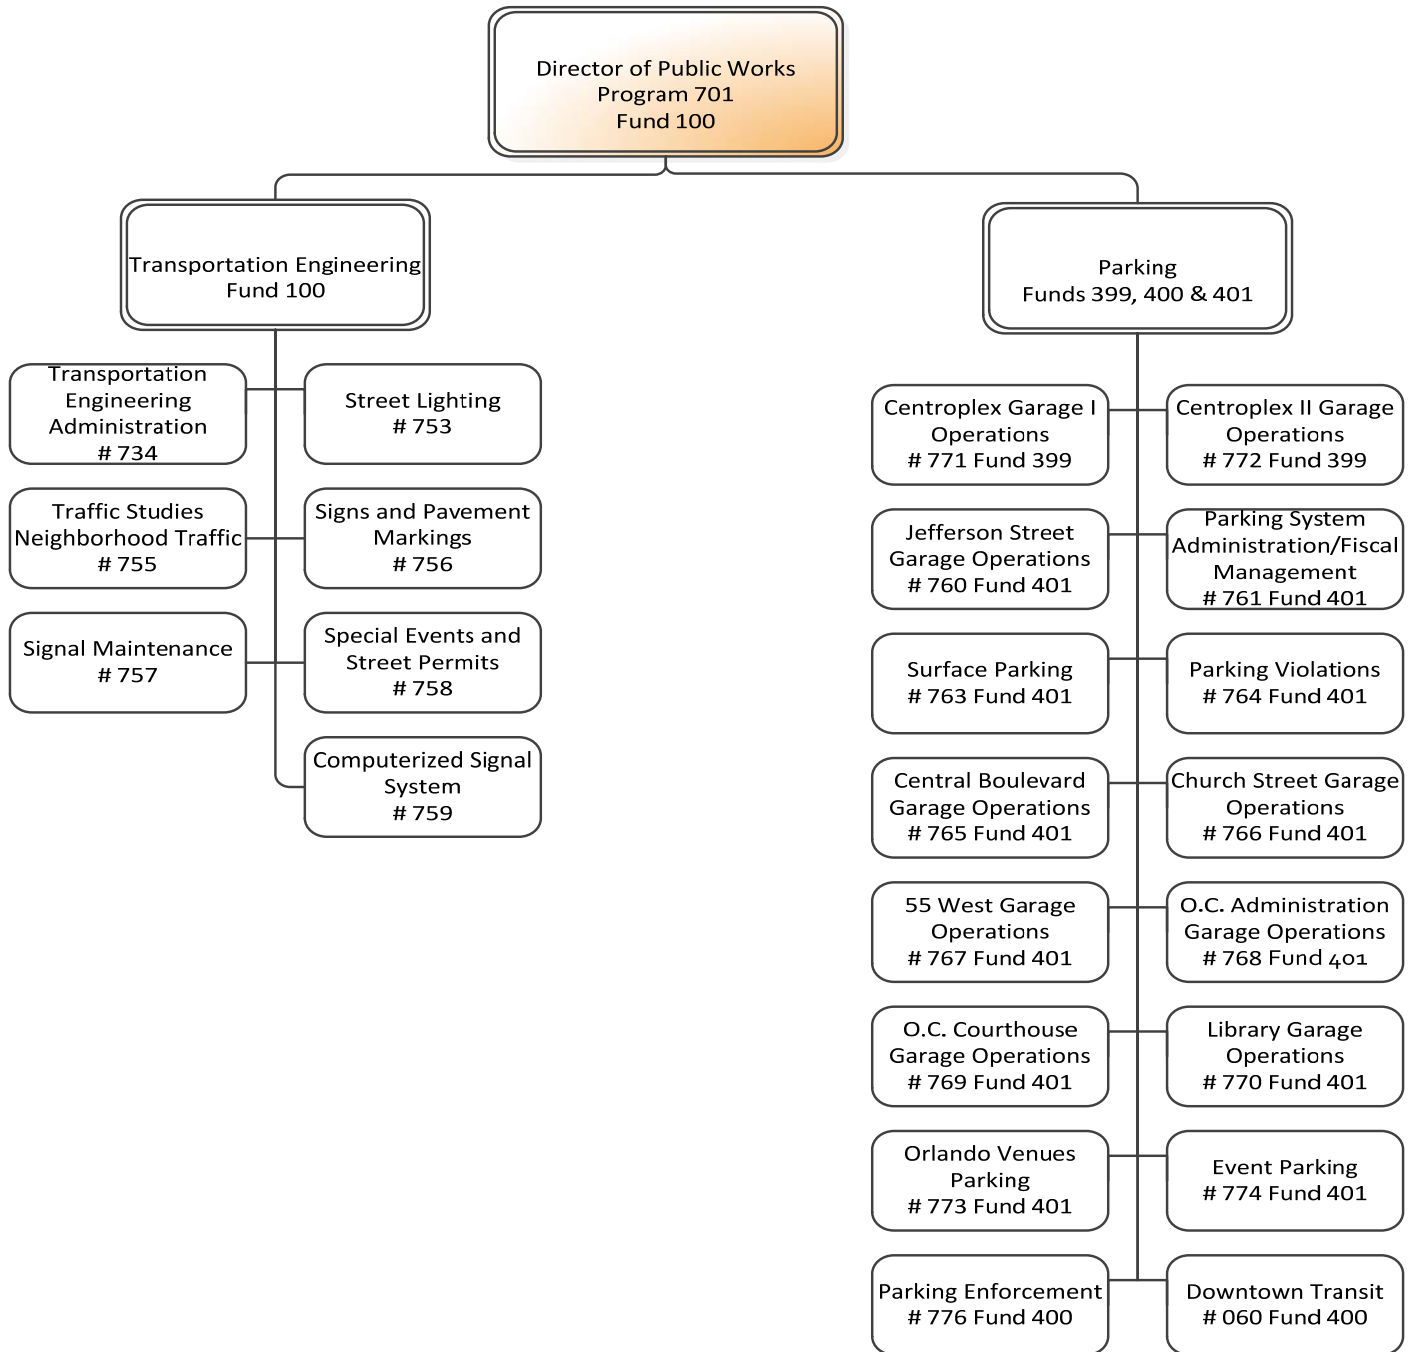 Director of Public Works
Program 701
Fund 100
Transportation Engineering
Fund 100
Parking
Funds 399, 400 & 401
Transportation
Engineering
Administration
# 734
Street Lighting
# 753
Traffic Studies
Neighborhood Traffic
# 755
Signs and Pavement
Markings
# 756
Signal Maintenance
# 757
Special Events and
Street Permits
# 758
Computerized Signal
System
# 759
Centroplex Garage I
Operations
# 771 Fund 399
Centroplex II Garage
Operations
# 772 Fund 399
Jefferson Street
Garage Operations
# 760 Fund 401
Parking System
Administration/Fiscal
Management
# 761 Fund 401
Surface Parking
# 763 Fund 401
Parking Violations
# 764 Fund 401
Central Boulevard
Garage Operations
# 765 Fund 401
Church Street Garage
Operations
# 766 Fund 401
55 West Garage
Operations
# 767 Fund 401
O.C. Administration
Garage Operations
# 768 Fund 401
O.C. Courthouse
Garage Operations
# 769 Fund 401
Library Garage
Operations
# 770 Fund 401
Orlando Venues
Parking
# 773 Fund 401
Event Parking
# 774 Fund 401
Parking Enforcement
# 776 Fund 400
Downtown Transit
# 060 Fund 400